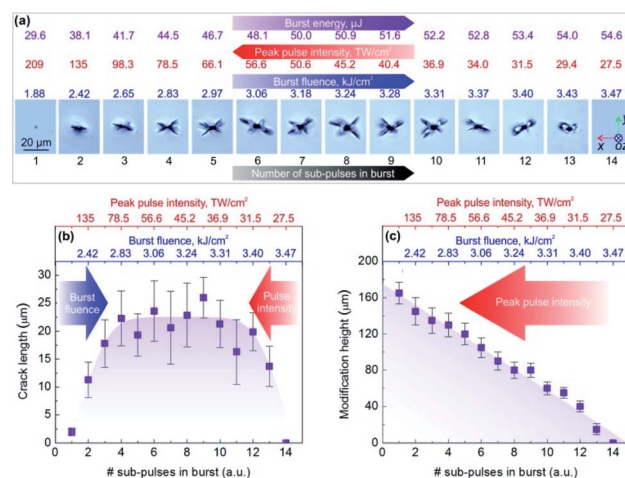 (a)
Burst energy, µJ
29.6 38.1 41.7 44.5 46.7 48.1 50.0 50.9 51.6 52.2 52.8 53.4 54.0 54.6
Peak pulse intensity, TW/cm²
209 135 98.3 78.5 66.1 56.6 50.6 45.2 40.4 36.9 34.0 31.5 29.4 27.5
Burst fluence, kJ/cm²
1.88 2.42 2.65 2.83 2.97 3.06 3.18 3.24 3.28 3.31 3.37 3.40 3.43 3.47
20 µm
y
x oz
1 2 3 4 5 6 7 8 9 10 11 12 13 14
Number of sub-pulses in burst
Peak pulse intensity, TW/cm²
135 78.5 56.6 45.2 36.9 31.5 27.5
Burst fluence, kJ/cm²
2.42 2.83 3.06 3.24 3.31 3.40 3.47
(b)
Burst fluence
Pulse intensity
Crack length (µm)
30
25
20
15
10
5
0
0 2 4 6 8 10 12 14
# sub-pulses in burst (a.u.)
Peak pulse intensity, TW/cm²
135 78.5 56.6 45.2 36.9 31.5 27.5
Burst fluence, kJ/cm²
2.42 2.83 3.06 3.24 3.31 3.40 3.47
(c)
Peak pulse intensity
Modification height (µm)
200
160
120
80
40
0
0 2 4 6 8 10 12 14
# sub-pulses in burst (a.u.)